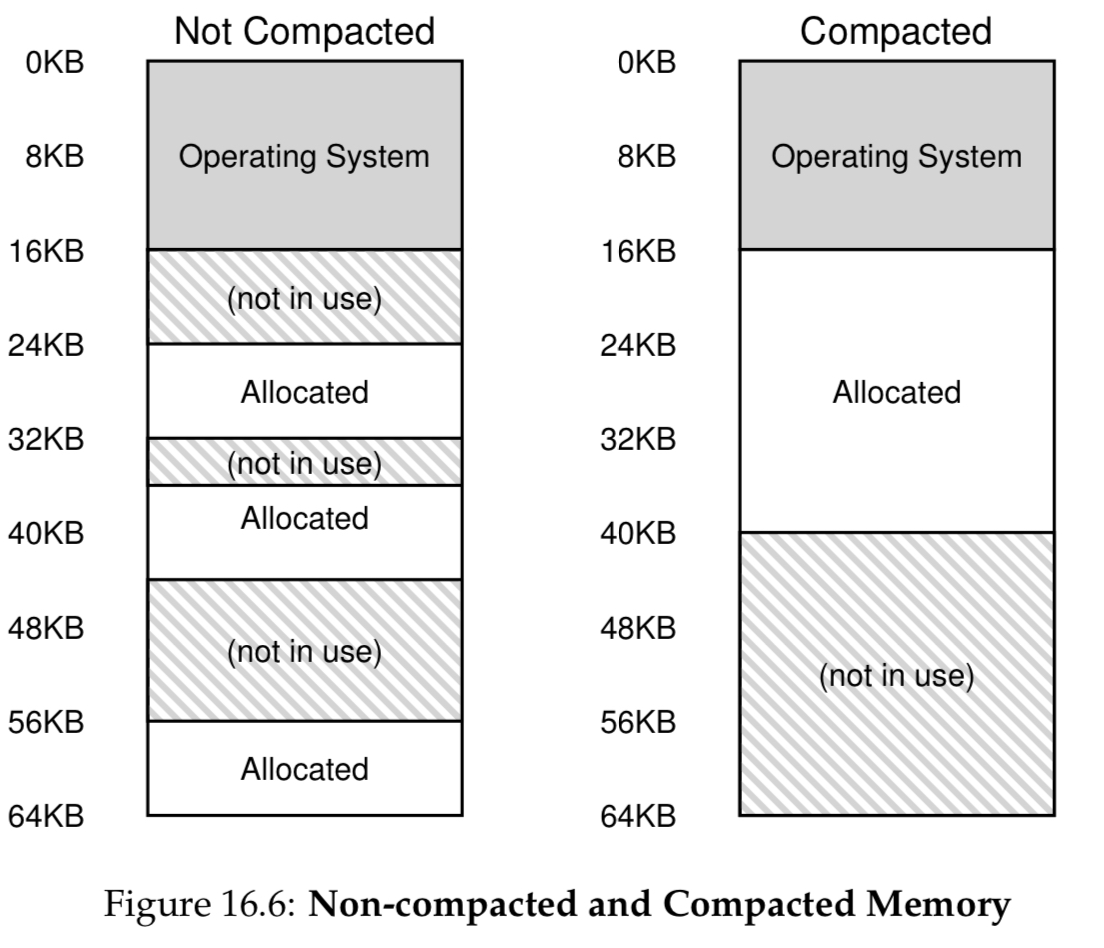 Not Compacted
0KB
Operating System
8KB
16KB
(not in use)
24KB
Allocated
32KB
(not in use)
Allocated
40KB
48KB
(not in use)
56KB
Allocated
64KB
Compacted
0KB
Operating System
8KB
16KB
24KB
Allocated
32KB
40KB
48KB
(not in use)
56KB
64KB
Figure 16.6: Non-compacted and Compacted Memory